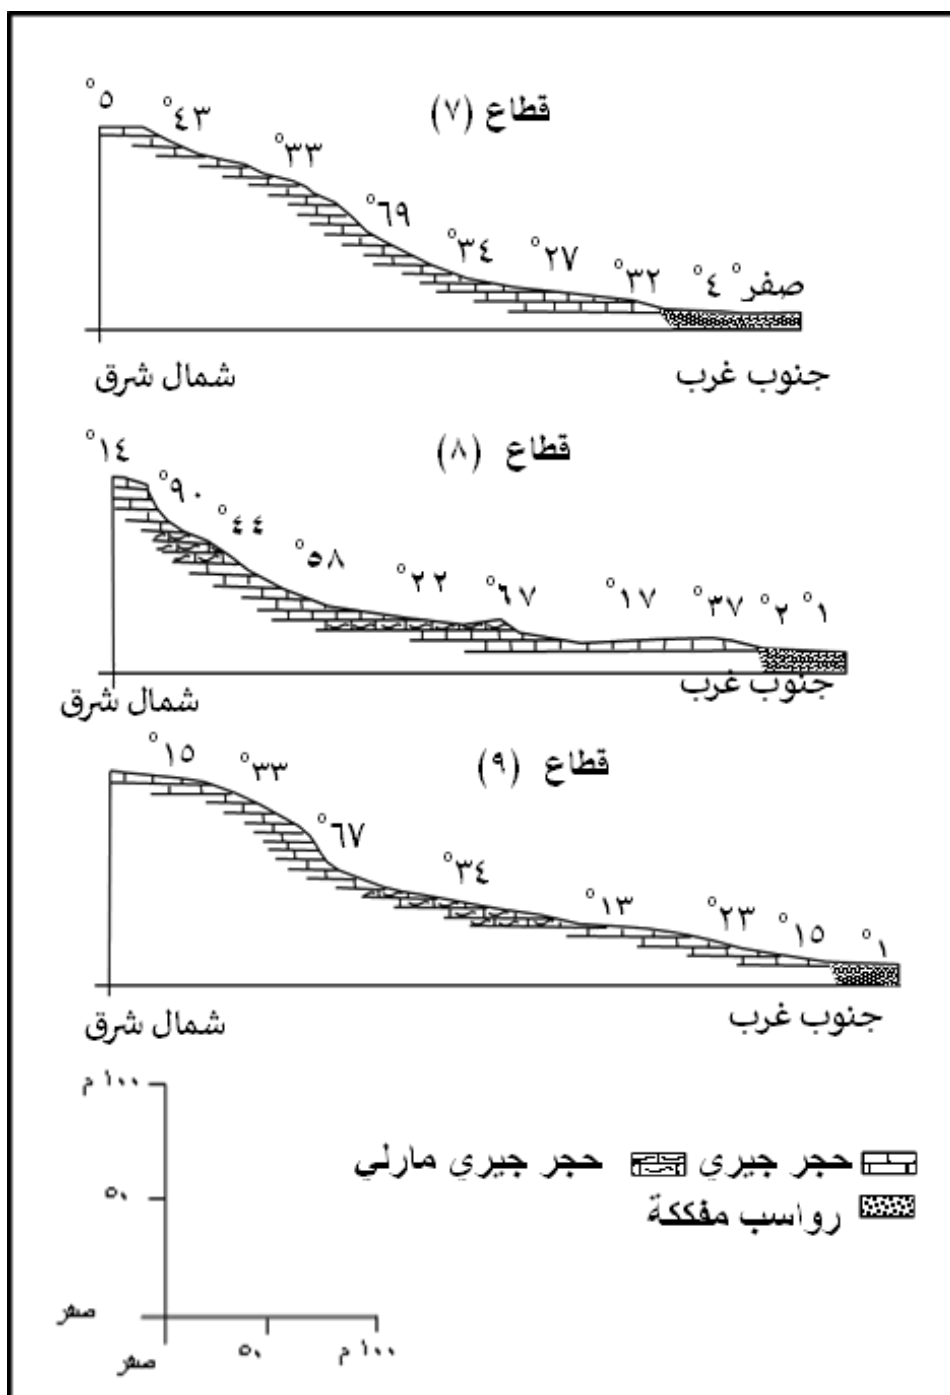 قطاع (٧)
٥° ٤٣° ٣٣° ٦٩° ٣٤° ٢٧° ٣٢° ٤° صفر°
شمال شرق جنوب غرب
قطاع (٨)
١٤° ٩٠° ٤٤° ٥٨° ٢٢° ٦٧° ١٧° ٣٧° ٢° ١°
شمال شرق جنوب غرب
قطاع (٩)
١٥° ٣٣° ٦٧° ٣٤° ١٣° ٢٣° ١٥° ١°
شمال شرق جنوب غرب
١٠٠ م
٥٠
صفر
صفر ٥٠ ١٠٠ م
حجر جيري حجر جيري مارلي
رواسب مفككة